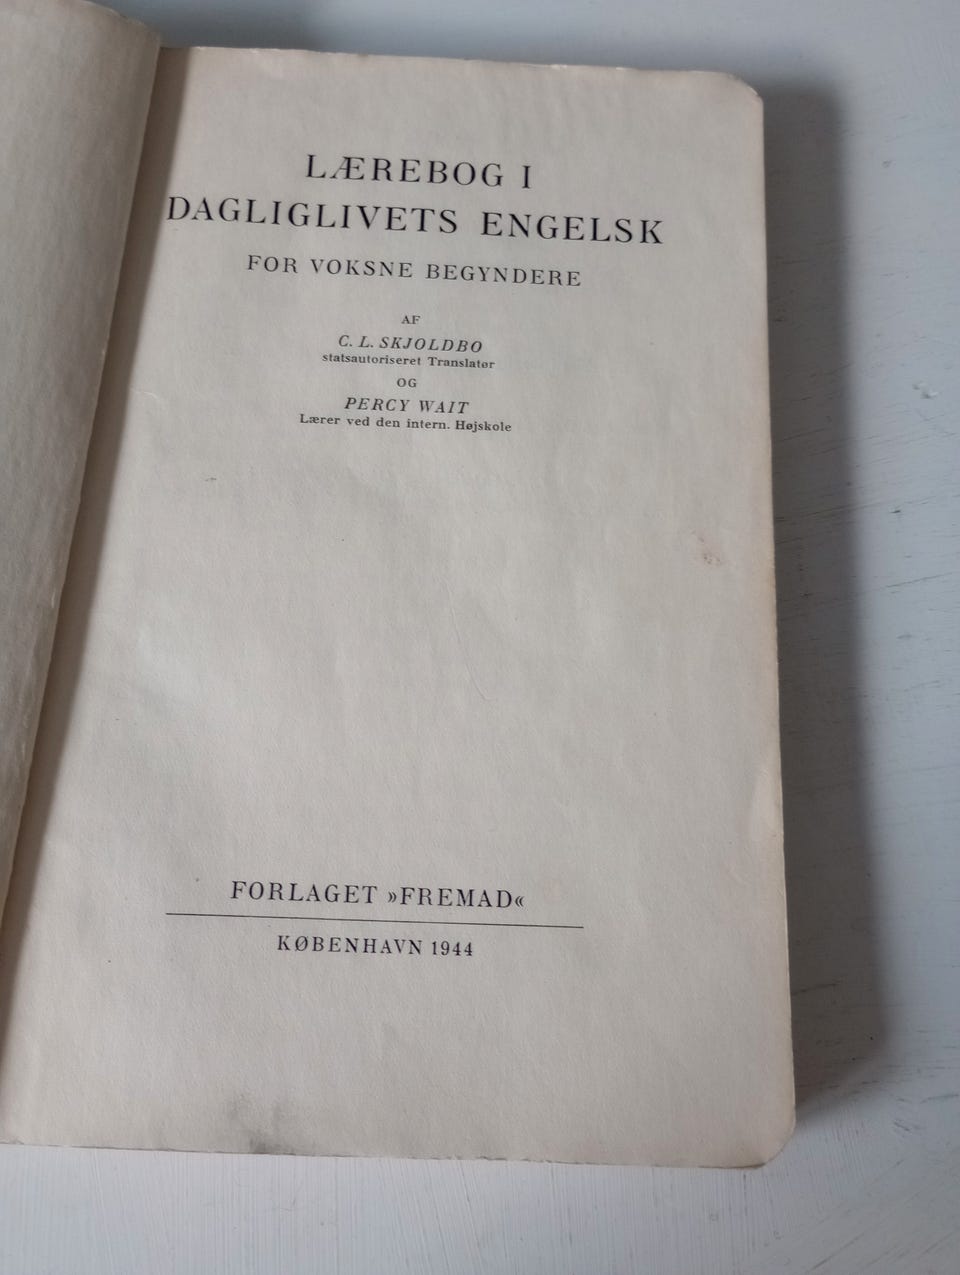 LÆREBOG I
DAGLIGLIVETS ENGELSK
FOR VOKSNE BEGYNDERE
AF
C. L. SKJOLDBO
statsautoriseret Translatør
OG
PERCY WAIT
Lærer ved den intern. Højskole
FORLAGET »FREMAD«
KØBENHAVN 1944